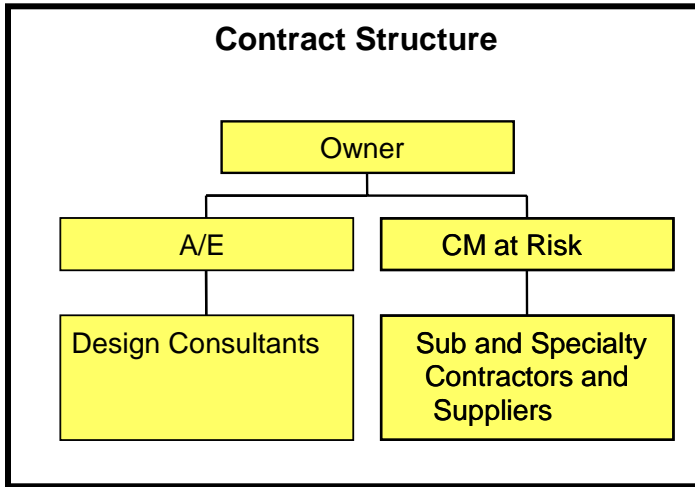 Contract Structure
Owner
A/E
CM at Risk
Design Consultants
Sub and Specialty
Contractors and
Suppliers